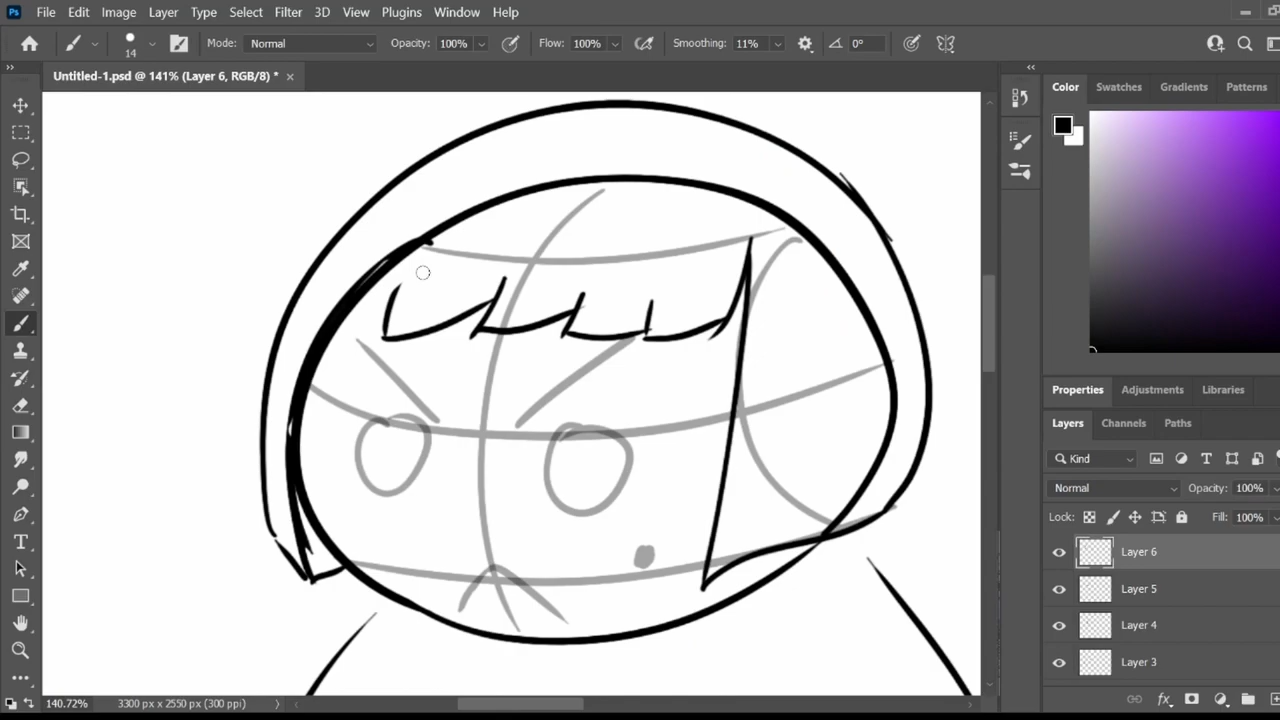 Ps File Edit Image Layer Type Select Filter 3D View Plugins Window Help
14 Mode: Normal Opacity: 100% Flow: 100% Smoothing: 11% 0°
Untitled-1.psd @ 141% (Layer 6, RGB/8) *
Color Swatches Gradients Patterns
Properties Adjustments Libraries
Layers Channels Paths
Kind
Normal Opacity: 100%
Lock: Fill: 100%
Layer 6
Layer 5
Layer 4
Layer 3
140.72% 3300 px x 2550 px (300 ppi)